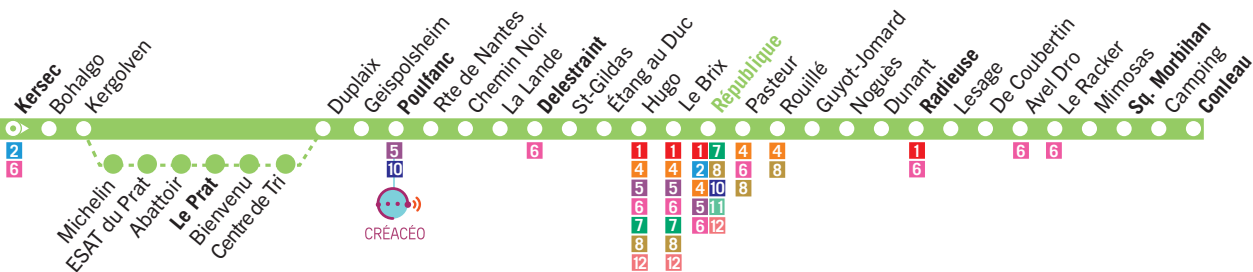 Kersec
Bohalgo
Kergolven
Duplaix
Geispolsheim
Poulfanc
Rte de Nantes
Chemin Noir
La Lande
Delestraint
St-Gildas
Étang au Duc
Hugo
Le Brix
République
Pasteur
Rouillé
Guyot-Jomard
Noguès
Dunant
Radieuse
Lesage
De Coubertin
Avel Dro
Le Racker
Mimosas
Sq. Morbihan
Camping
Conleau
2
6
5
10
6
1
4
5
6
7
8
12
1
4
5
6
7
8
12
1 7
2 8
4 10
5 11
6 12
4
6
8
4
8
1
6
6
6
Michelin
ESAT du Prat
Abattoir
Le Prat
Bienvenu
Centre de Tri
CRÉACÉO